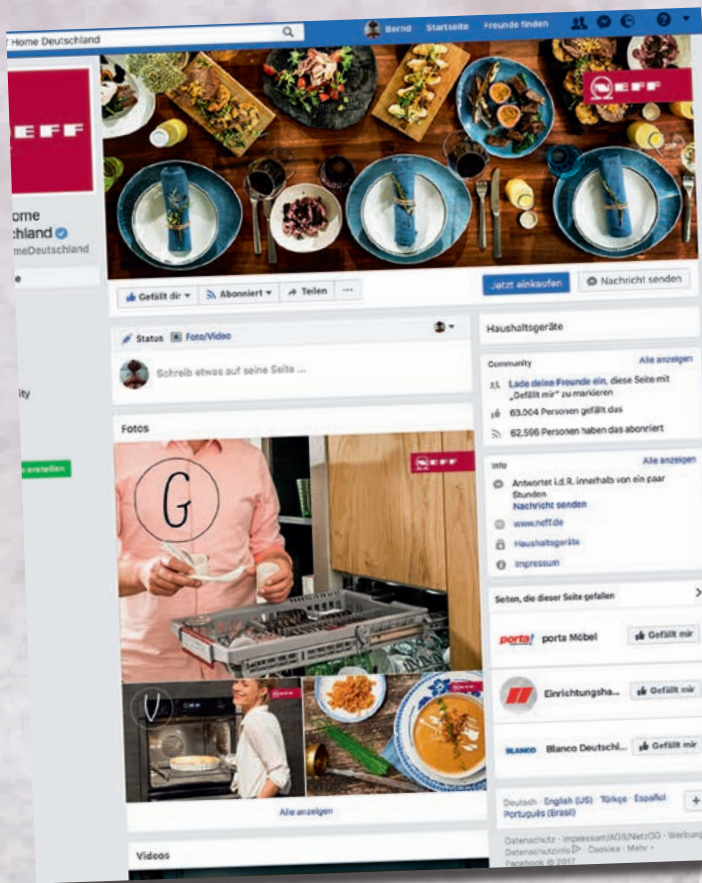 Home Deutschland
Bernd Startseite Freunde finden
EFF
NEFF
ome
chland
meDeutschland
e
Gefällt dir Abonniert Teilen ...
Jetzt einkaufen Nachricht senden
Status Foto/Video
Schreib etwas auf seine Seite ...
ity
erstellen
Fotos
NEFF
G
V
NEFF
NEFF
Alle anzeigen
Videos
Haushaltsgeräte
Community Alle anzeigen
Lade deine Freunde ein, diese Seite mit
„Gefällt mir“ zu markieren
63.004 Personen gefällt das
62.596 Personen haben das abonniert
Info Alle anzeigen
Antwortet i.d.R. innerhalb von ein paar
Stunden
Nachricht senden
www.neff.de
Haushaltsgeräte
Impressum
Seiten, die dieser Seite gefallen
porta! porta Möbel Gefällt mir
Einrichtungsha... Gefällt mir
BLANCO Blanco Deutschl... Gefällt mir
Deutsch · English (US) · Türkçe · Español ·
Português (Brasil)
Datenschutz · Impressum/AGB/NetzDG · Werbung
Datenschutzinfo · Cookies · Mehr
Facebook © 2017